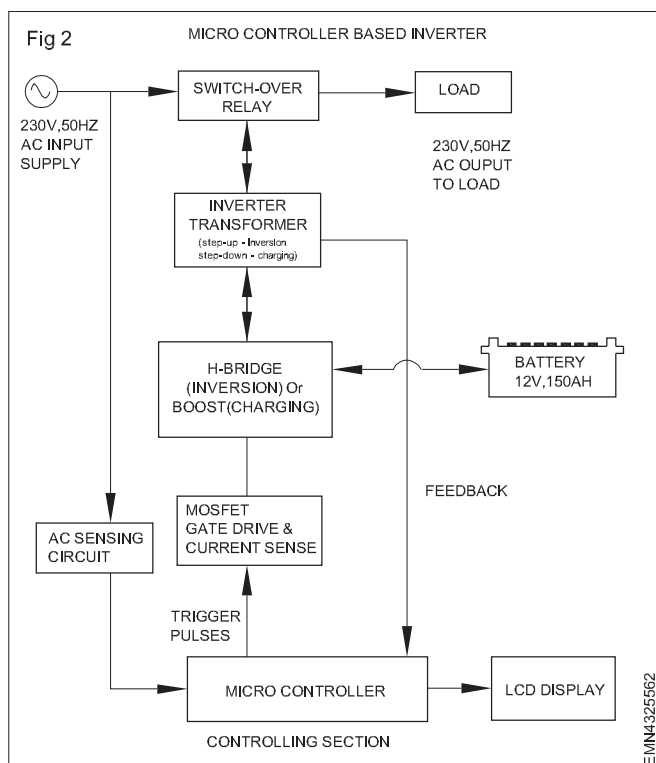 Fig 2
MICRO CONTROLLER BASED INVERTER
SWITCH-OVER
RELAY
LOAD
230V,50HZ
AC INPUT
SUPPLY
230V,50HZ
AC OUPUT
TO LOAD
INVERTER
TRANSFORMER
(step-up - Inversion
step-down - charging)
H-BRIDGE
(INVERSION) Or
BOOST(CHARGING)
BATTERY
12V,150AH
FEEDBACK
MOSFET
GATE DRIVE &
CURRENT SENSE
AC SENSING
CIRCUIT
TRIGGER
PULSES
MICRO CONTROLLER
LCD DISPLAY
CONTROLLING SECTION
EMN4325562